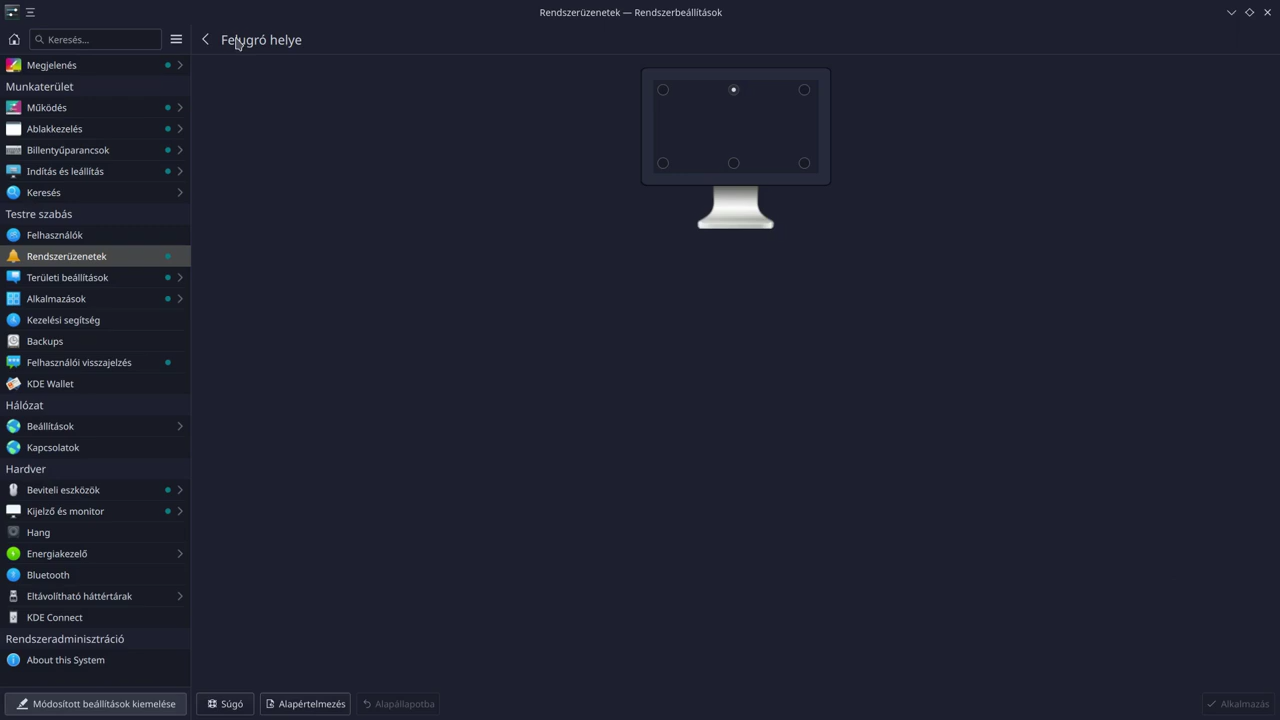 Rendszerüzenetek — Rendszerbeállítások
Keresés...
Felugró helye
Megjelenés
Munkaterület
Működés
Ablakkezelés
Billentyűparancsok
Indítás és leállítás
Keresés
Testre szabás
Felhasználók
Rendszerüzenetek
Területi beállítások
Alkalmazások
Kezelési segítség
Backups
Felhasználói visszajelzés
KDE Wallet
Hálózat
Beállítások
Kapcsolatok
Hardver
Beviteli eszközök
Kijelző és monitor
Hang
Energiakezelő
Bluetooth
Eltávolítható háttértárak
KDE Connect
Rendszeradminisztráció
About this System
Módosított beállítások kiemelése
Súgó
Alapértelmezés
Alapállapotba
Alkalmazás